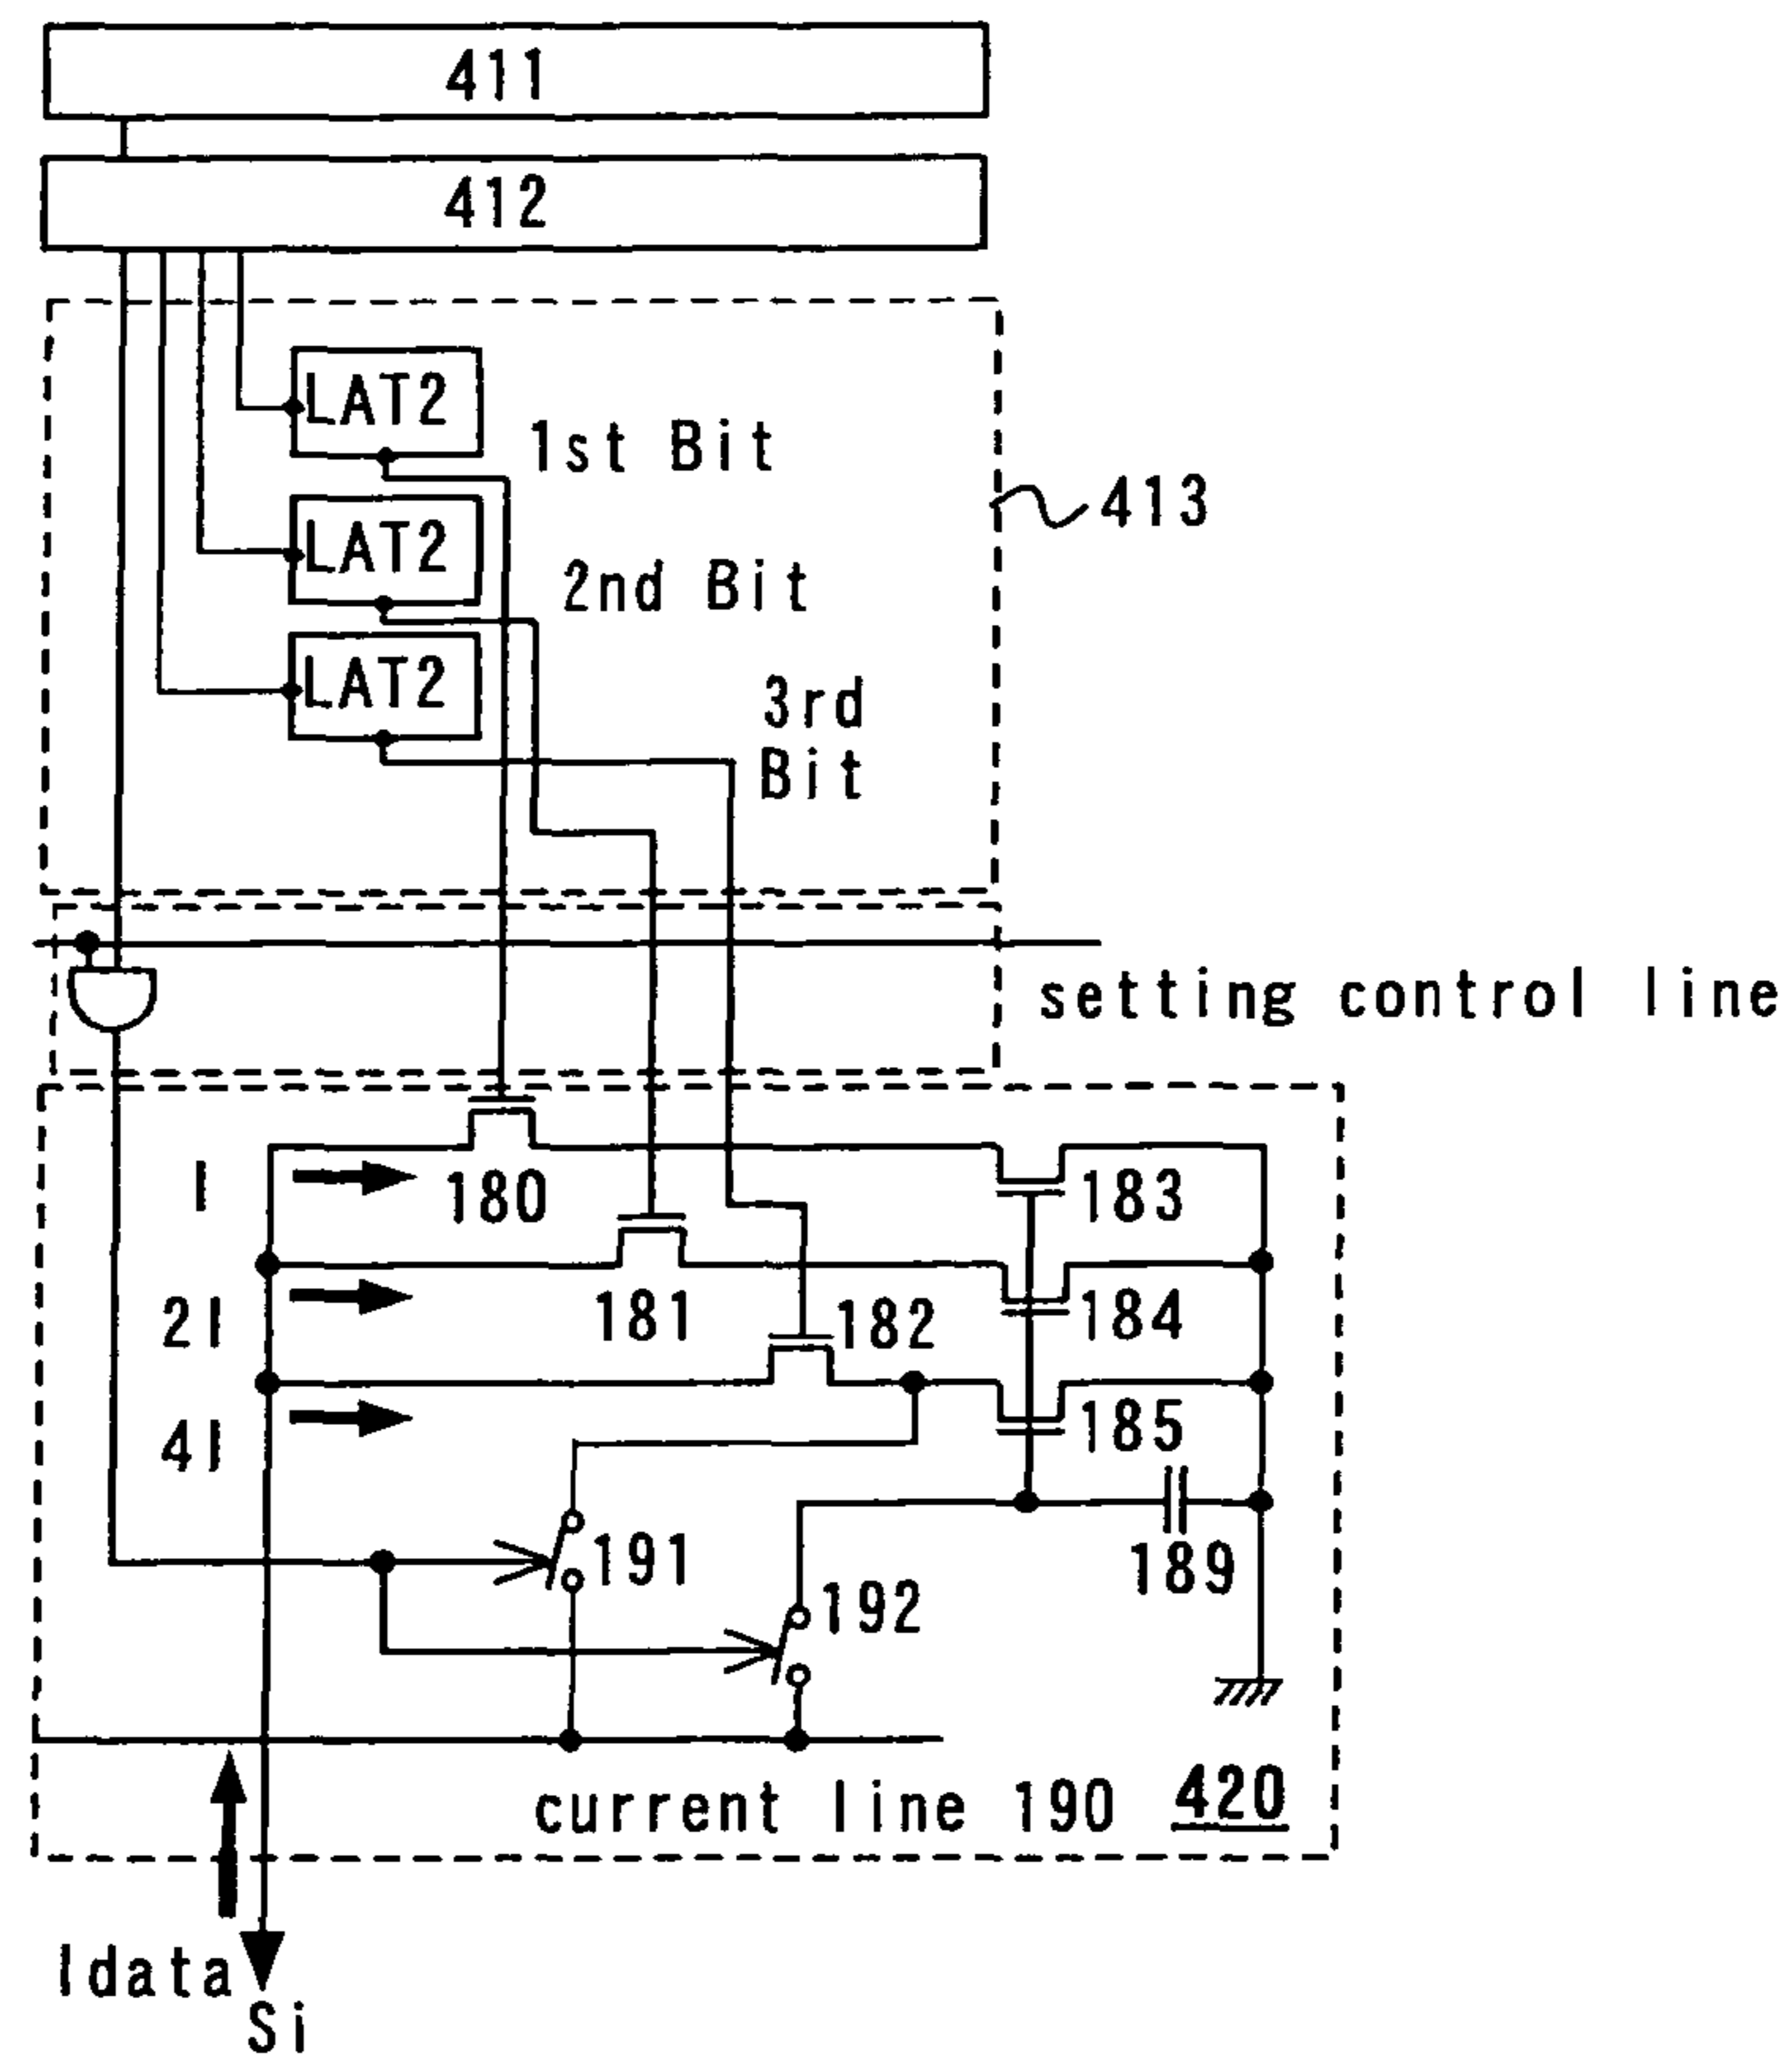 411
412
LAT2
1st Bit
413
LAT2
2nd Bit
LAT2
3rd
Bit
setting control line
I
180
183
2I
181
182
184
4I
185
191
189
192
current line 190
420
Idata
Si